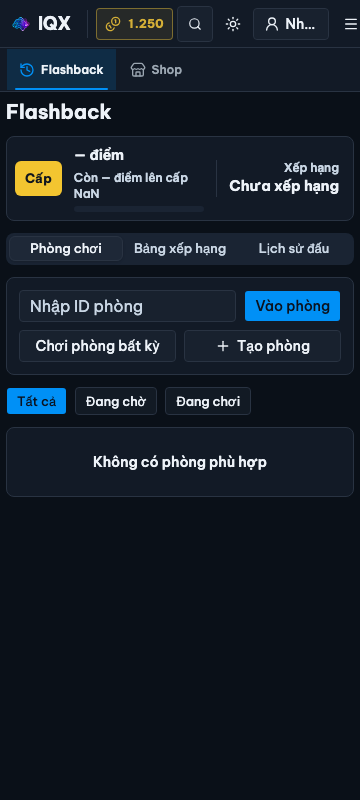 IQX
1.250
Nh...
Flashback
Shop
Flashback
Cấp
— điểm
Còn — điểm lên cấp
NaN
Xếp hạng
Chưa xếp hạng
Phòng chơi
Bảng xếp hạng
Lịch sử đấu
Nhập ID phòng
Vào phòng
Chơi phòng bất kỳ
Tạo phòng
Tất cả
Đang chờ
Đang chơi
Không có phòng phù hợp